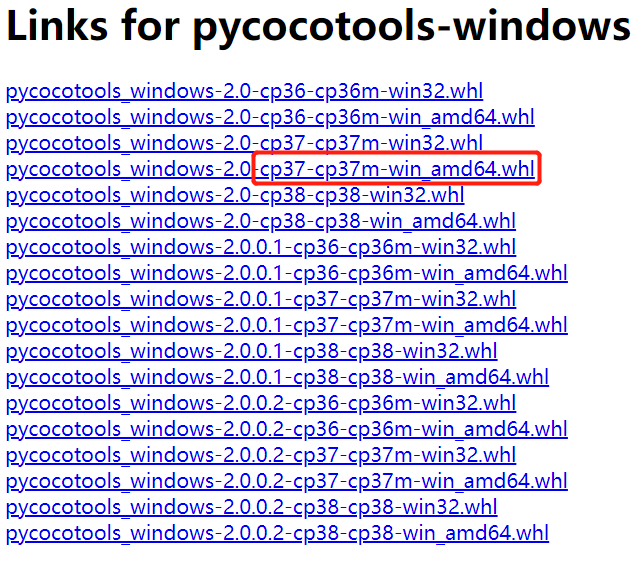 Links for pycocotools-windows
pycocotools_windows-2.0-cp36-cp36m-win32.whl
pycocotools_windows-2.0-cp36-cp36m-win_amd64.whl
pycocotools_windows-2.0-cp37-cp37m-win32.whl
pycocotools_windows-2.0-cp37-cp37m-win_amd64.whl
pycocotools_windows-2.0-cp38-cp38-win32.whl
pycocotools_windows-2.0-cp38-cp38-win_amd64.whl
pycocotools_windows-2.0.0.1-cp36-cp36m-win32.whl
pycocotools_windows-2.0.0.1-cp36-cp36m-win_amd64.whl
pycocotools_windows-2.0.0.1-cp37-cp37m-win32.whl
pycocotools_windows-2.0.0.1-cp37-cp37m-win_amd64.whl
pycocotools_windows-2.0.0.1-cp38-cp38-win32.whl
pycocotools_windows-2.0.0.1-cp38-cp38-win_amd64.whl
pycocotools_windows-2.0.0.2-cp36-cp36m-win32.whl
pycocotools_windows-2.0.0.2-cp36-cp36m-win_amd64.whl
pycocotools_windows-2.0.0.2-cp37-cp37m-win32.whl
pycocotools_windows-2.0.0.2-cp37-cp37m-win_amd64.whl
pycocotools_windows-2.0.0.2-cp38-cp38-win32.whl
pycocotools_windows-2.0.0.2-cp38-cp38-win_amd64.whl